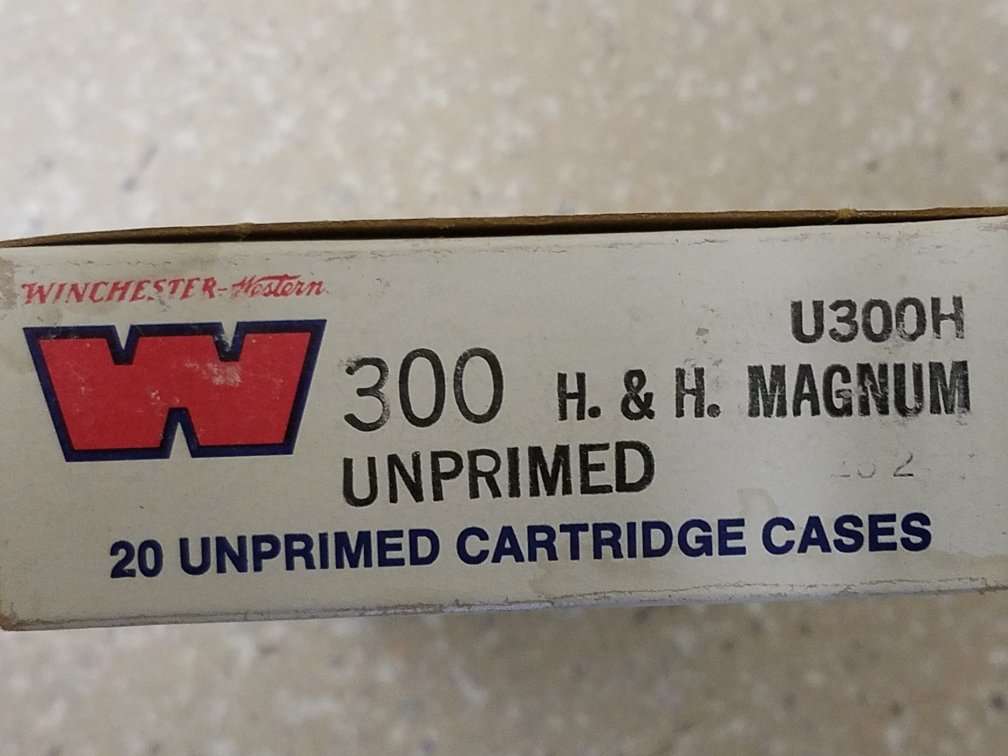 WINCHESTER-Western
W
U300H
300 H. & H. MAGNUM
UNPRIMED
20 UNPRIMED CARTRIDGE CASES